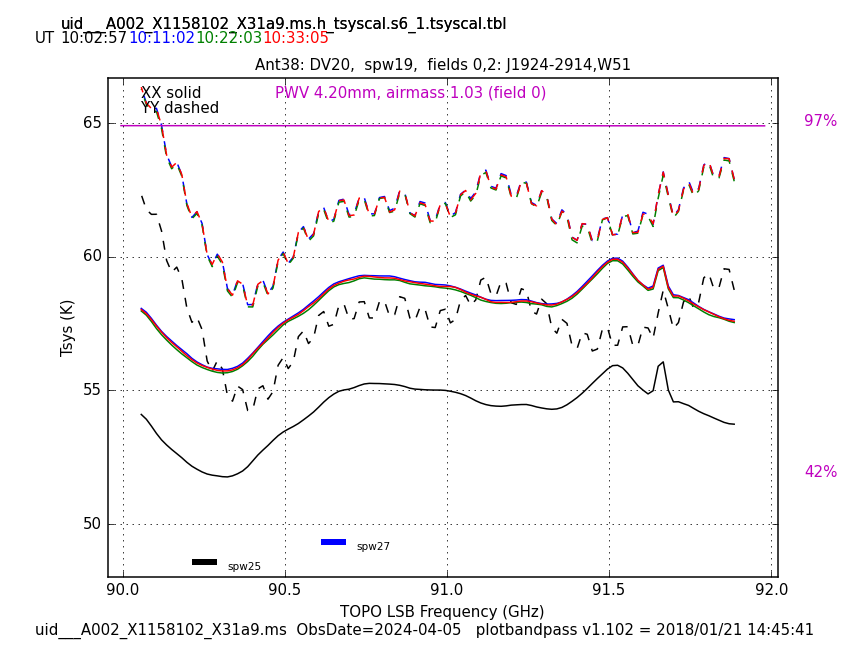 uid___A002_X1158102_X31a9.ms.h_tsyscal.s6_1.tsyscal.tbl
UT 10:02:57 10:11:02 10:22:03 10:33:05
Ant38: DV20,  spw19,  fields 0,2: J1924-2914,W51
XX solid
PWV 4.20mm, airmass 1.03 (field 0)
YY dashed
97%
65
60
55
50
Tsys (K)
42%
spw27
spw25
90.0 90.5 91.0 91.5 92.0
TOPO LSB Frequency (GHz)
uid___A002_X1158102_X31a9.ms  ObsDate=2024-04-05   plotbandpass v1.102 = 2018/01/21 14:45:41